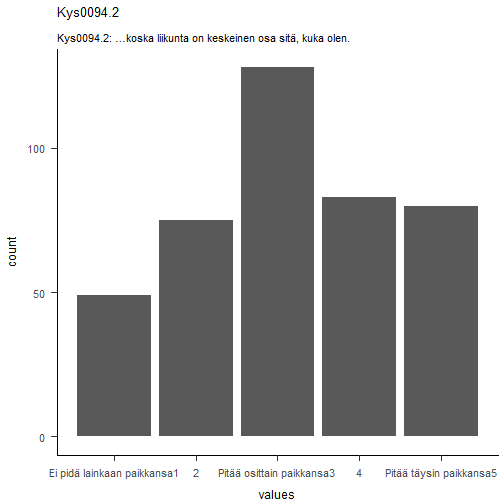 Kys0094.2
Kys0094.2: …koska liikunta on keskeinen osa sitä, kuka olen.
100
50
0
count
Ei pidä lainkaan paikkansa1 2 Pitää osittain paikkansa3 4 Pitää täysin paikkansa5
values